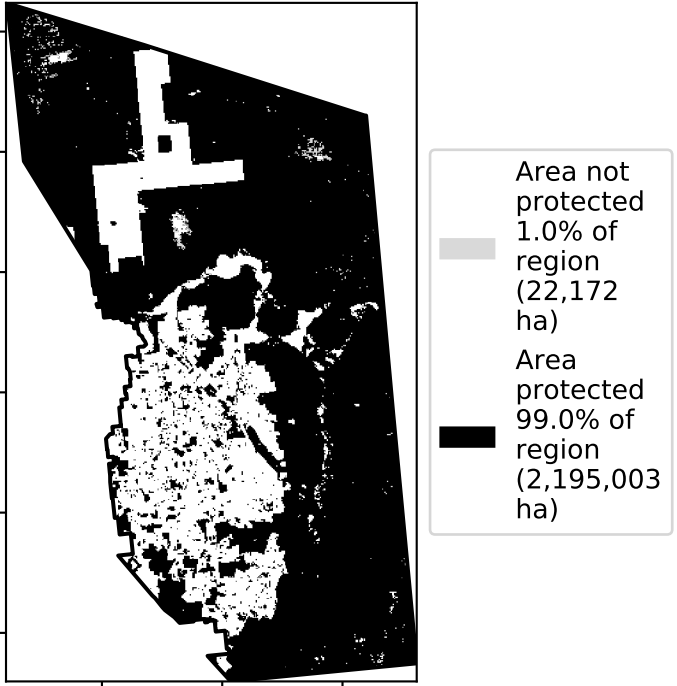 Area not
protected
1.0% of
region
(22,172
ha)
Area
protected
99.0% of
region
(2,195,003
ha)